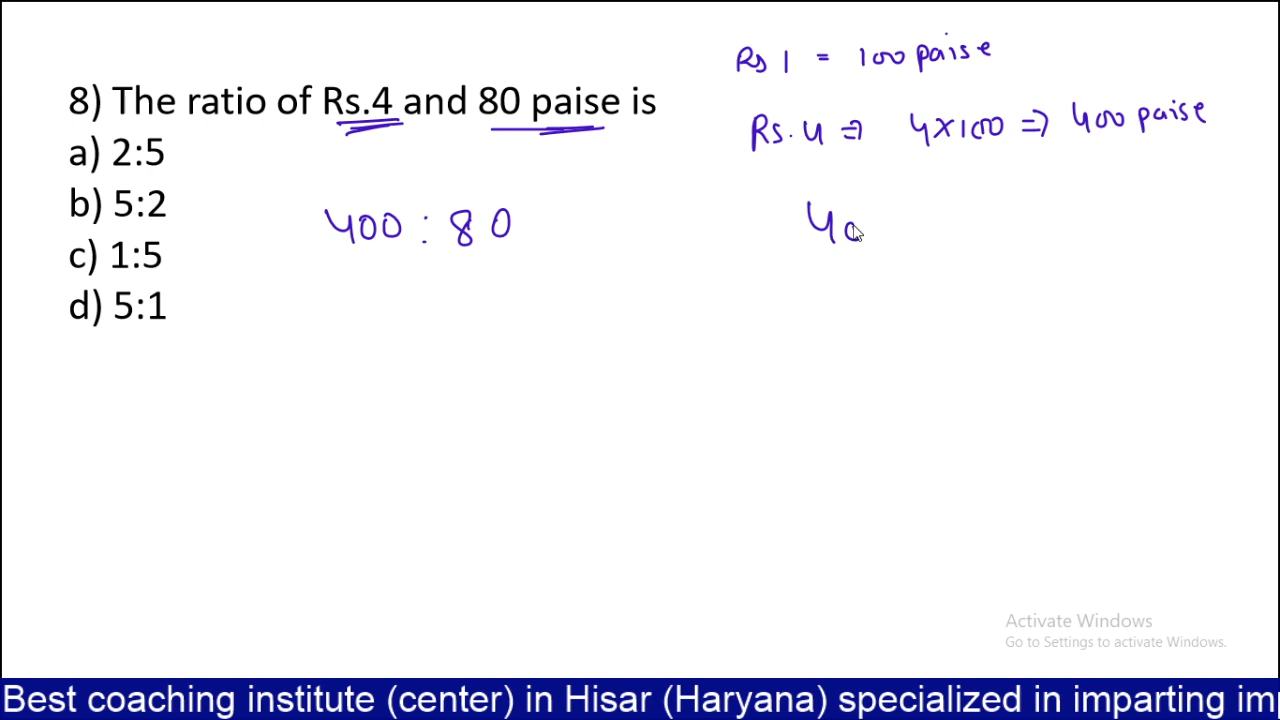 Rs 1 = 100 paise
8) The ratio of Rs.4 and 80 paise is
Rs. 4 => 4x100 => 400 paise
a) 2:5
b) 5:2
400 : 80
40
c) 1:5
d) 5:1
Activate Windows
Go to Settings to activate Windows.
Best coaching institute (center) in Hisar (Haryana) specialized in imparting im